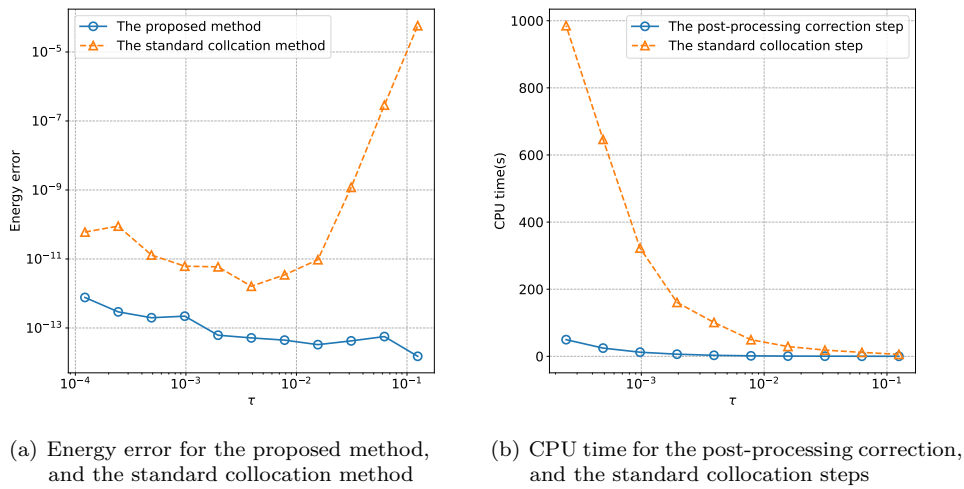 The proposed method
The standard collcation method
10⁻⁵
10⁻⁷
10⁻⁹
10⁻¹¹
10⁻¹³
Energy error
10⁻⁴
10⁻³
10⁻²
10⁻¹
τ
(a) Energy error for the proposed method,
and the standard collocation method
The post-processing correction step
The standard collocation step
1000
800
600
400
200
0
CPU time(s)
10⁻³
10⁻²
10⁻¹
τ
(b) CPU time for the post-processing correction,
and the standard collocation steps